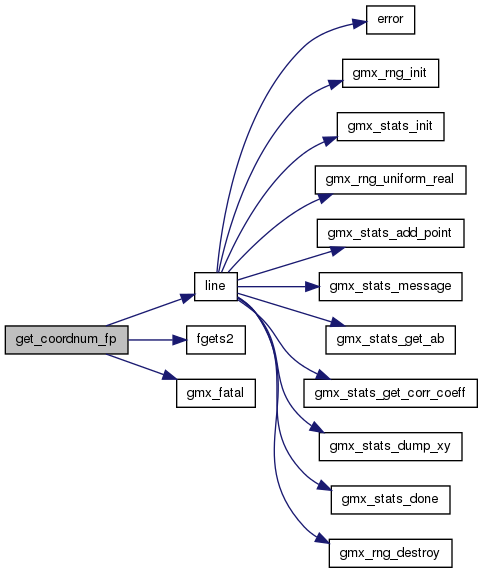 error
gmx_rng_init
gmx_stats_init
gmx_rng_uniform_real
gmx_stats_add_point
line
gmx_stats_message
get_coordnum_fp
fgets2
gmx_stats_get_ab
gmx_fatal
gmx_stats_get_corr_coeff
gmx_stats_dump_xy
gmx_stats_done
gmx_rng_destroy